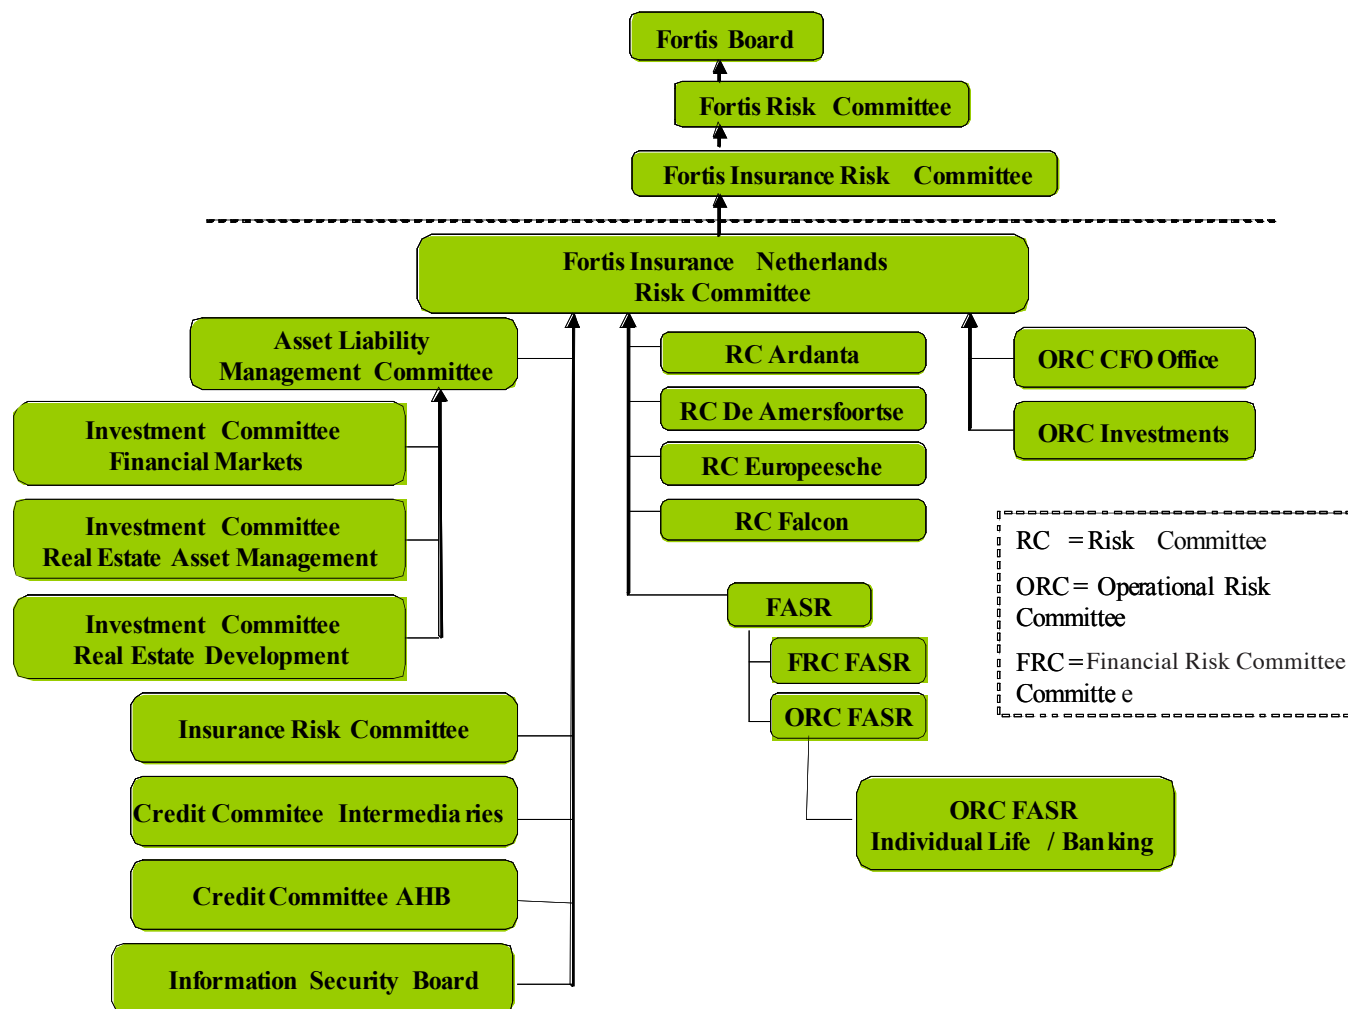 Fortis Board
Fortis Risk Committee
Fortis Insurance Risk Committee
Fortis Insurance Netherlands
Risk Committee
Asset Liability
Management Committee
Investment Committee
Financial Markets
Investment Committee
Real Estate Asset Management
Investment Committee
Real Estate Development
Insurance Risk Committee
Credit Commitee Intermediaries
Credit Committee AHB
Information Security Board
RC Ardanta
RC De Amersfoortse
RC Europeesche
RC Falcon
FASR
FRC FASR
ORC FASR
ORC FASR
Individual Life / Banking
ORC CFO Office
ORC Investments
RC = Risk Committee
ORC = Operational Risk
Committee
FRC = Financial Risk Committee
Committe e